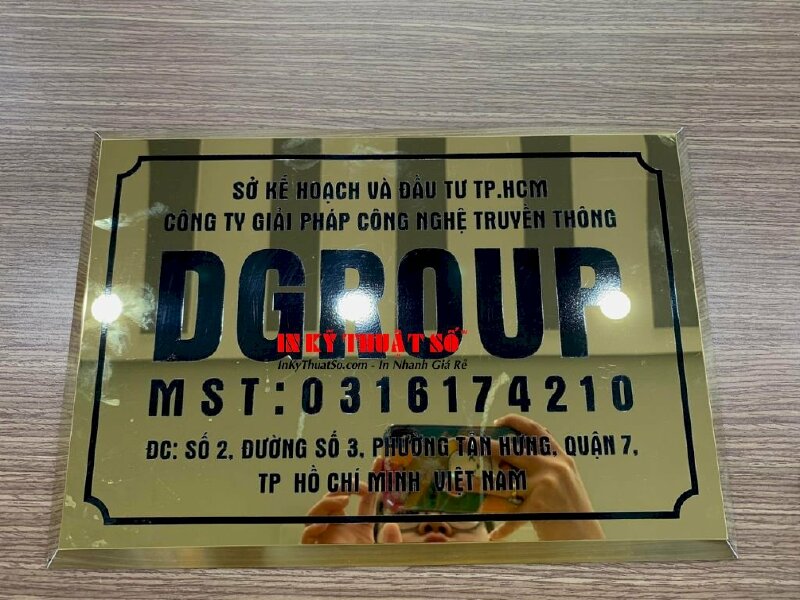 SỞ KẾ HOẠCH VÀ ĐẦU TƯ TP.HCM
CÔNG TY GIẢI PHÁP CÔNG NGHỆ TRUYỀN THÔNG
DGROUP
IN KỸ THUẬT SỐ™
InKyThuatSo.com - In Nhanh Giá Rẻ
MST:0316174210
ĐC: SỐ 2, ĐƯỜNG SỐ 3, PHƯỜNG TÂN HƯNG, QUẬN 7,
TP HỒ CHÍ MINH VIỆT NAM